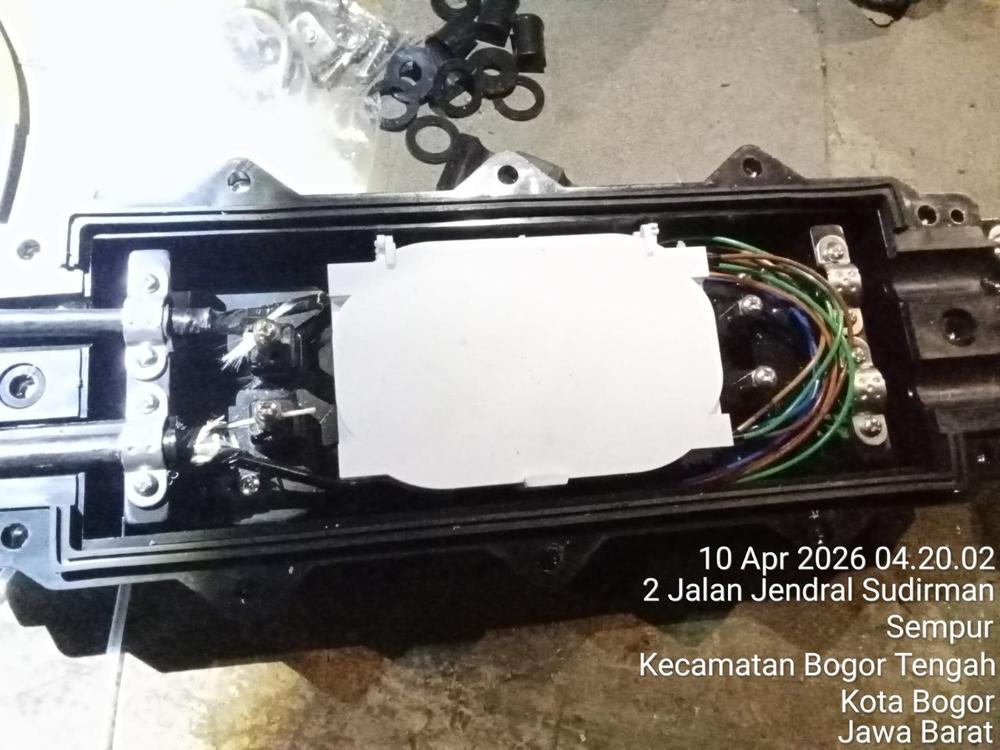 10 Apr 2026 04.20.02
2 Jalan Jendral Sudirman
Sempur
Kecamatan Bogor Tengah
Kota Bogor
Jawa Barat